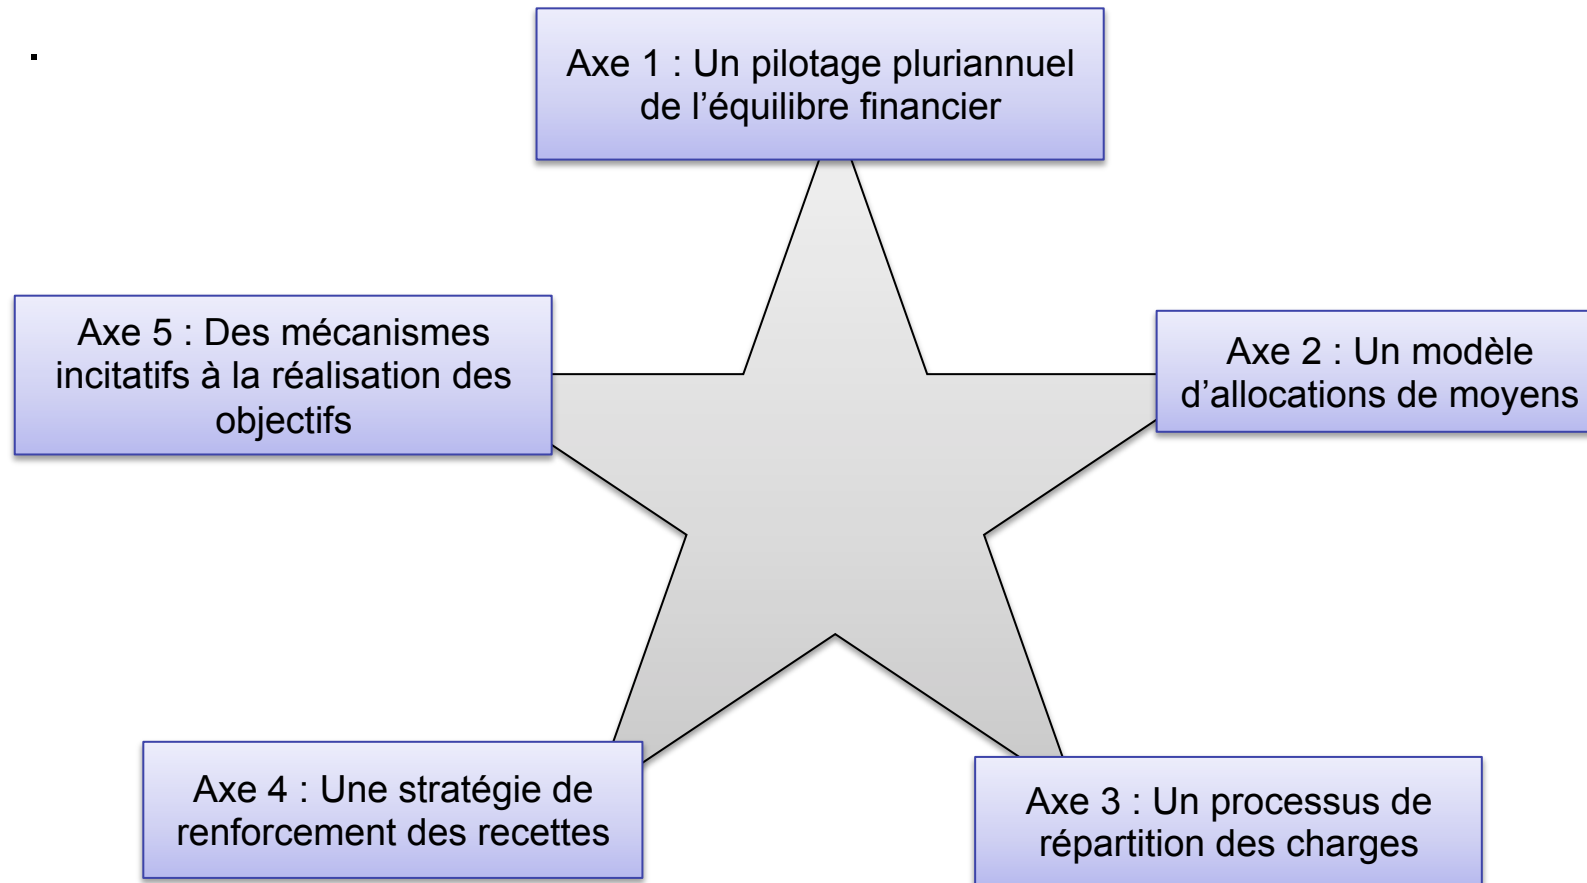 Axe 1 : Un pilotage pluriannuel
de l’équilibre financier
Axe 2 : Un modèle
d’allocations de moyens
Axe 3 : Un processus de
répartition des charges
Axe 4 : Une stratégie de
renforcement des recettes
Axe 5 : Des mécanismes
incitatifs à la réalisation des
objectifs